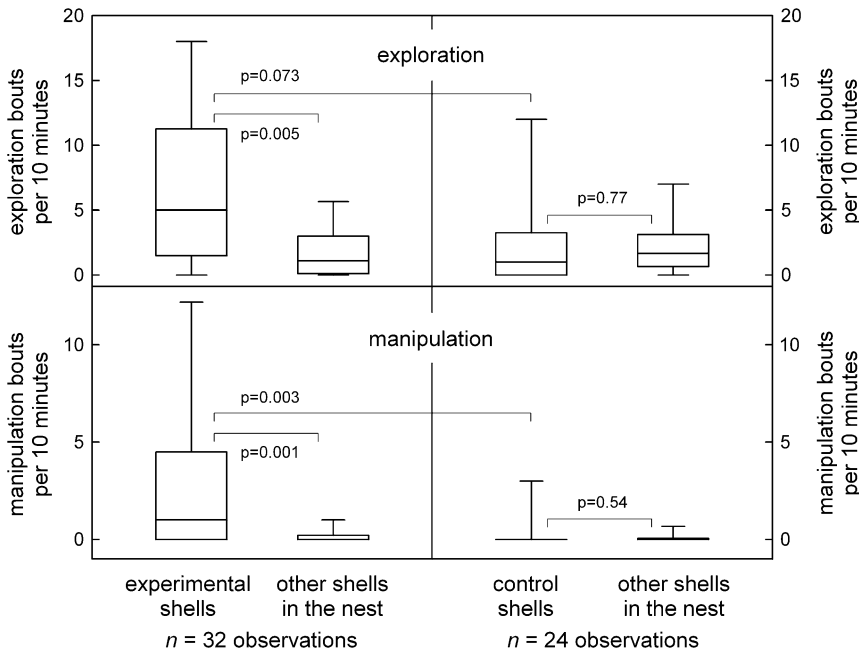 20
15
10
5
0
exploration bouts
per 10 minutes
exploration
p=0.073
p=0.005
p=0.77
20
15
10
5
0
exploration bouts
per 10 minutes
10
5
0
manipulation bouts
per 10 minutes
manipulation
p=0.003
p=0.001
p=0.54
10
5
0
manipulation bouts
per 10 minutes
experimental
shells
other shells
in the nest
control
shells
other shells
in the nest
n = 32 observations
n = 24 observations